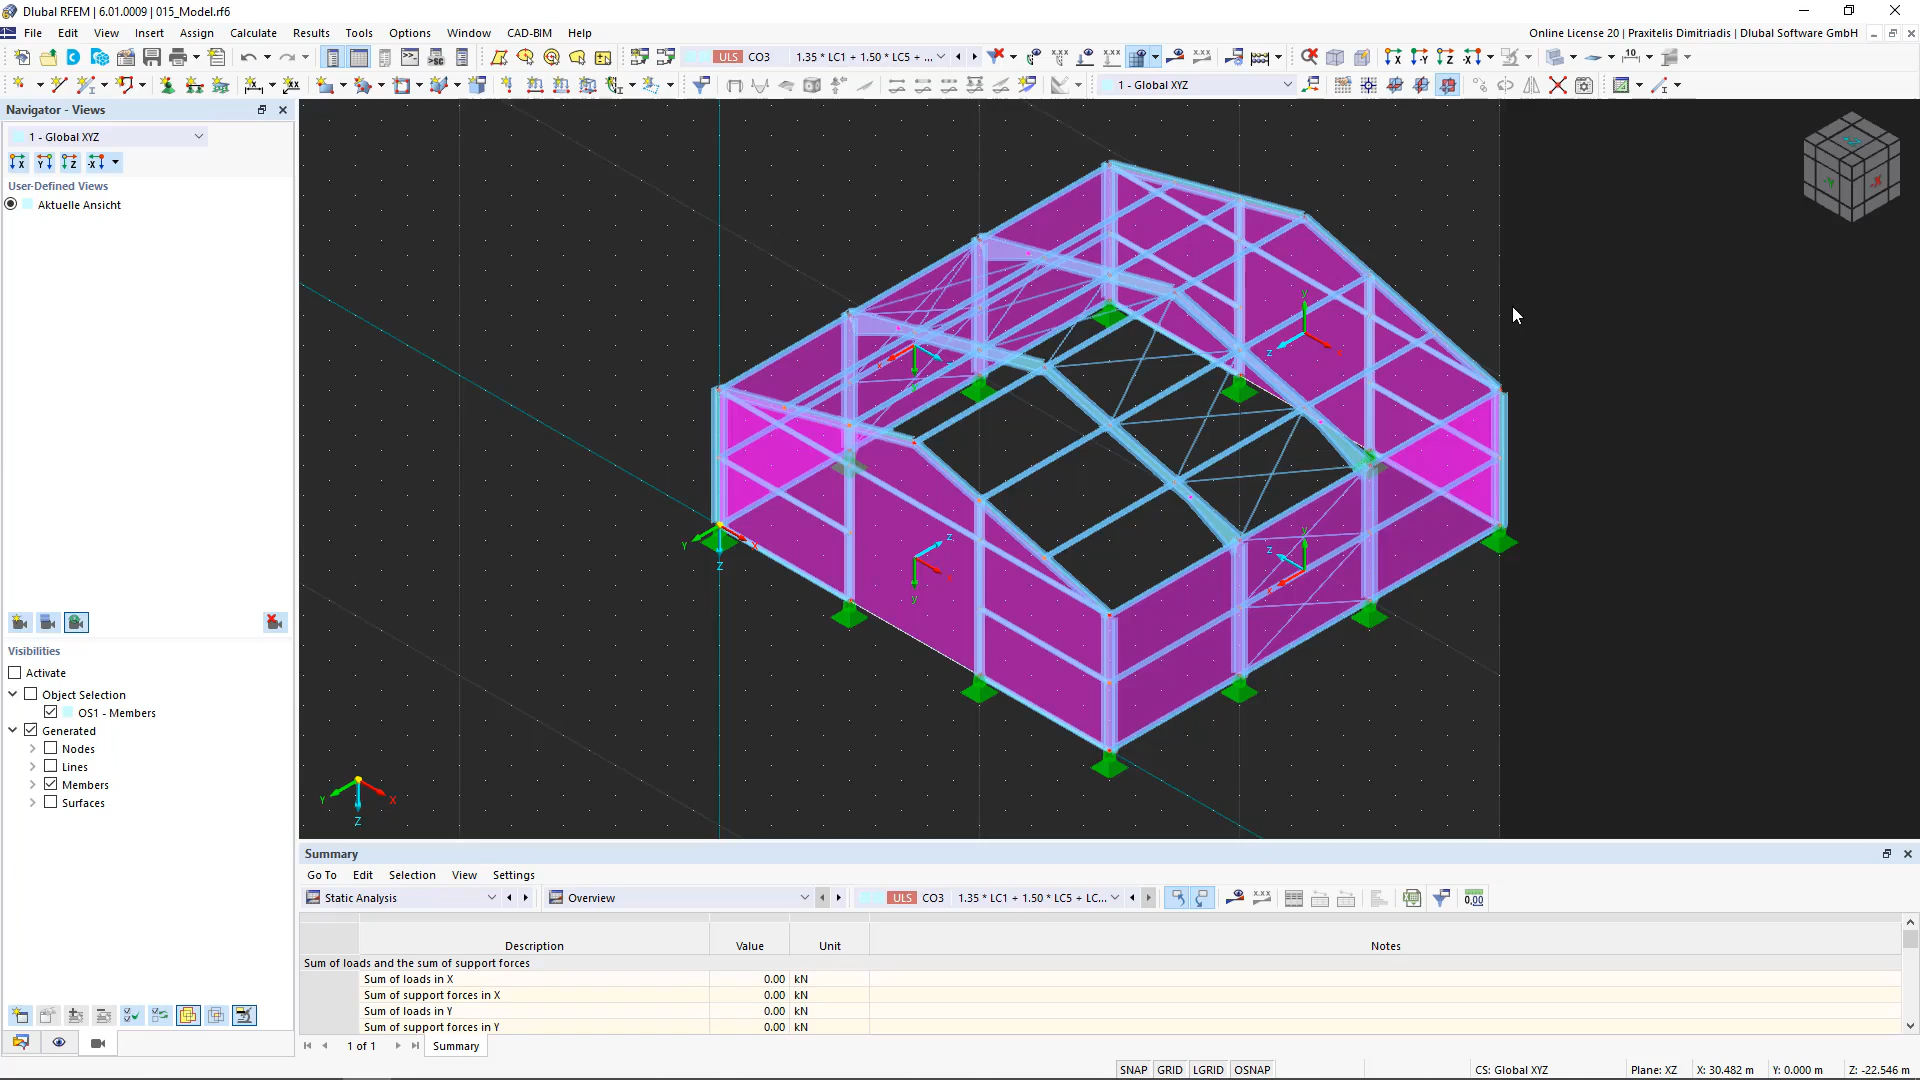 Dlubal RFEM | 6.01.0009 | 015_Model.rf6
File Edit View Insert Assign Calculate Results Tools Options Window CAD-BIM Help
Online License 20 | Praxitelis Dimitriadis | Dlubal Software GmbH
ULS CO3 1.35 * LC1 + 1.50 * LC5 + ...
1 - Global XYZ
Navigator - Views
1 - Global XYZ
User-Defined Views
Aktuelle Ansicht
Visibilities
Activate
Object Selection
OS1 - Members
Generated
Nodes
Lines
Members
Surfaces
Y
Z
Y
X
Z
Summary
Go To Edit Selection View Settings
Static Analysis Overview ULS CO3 1.35 * LC1 + 1.50 * LC5 + LC... 0,00
Description Value Unit Notes
Sum of loads and the sum of support forces
Sum of loads in X 0.00 kN
Sum of support forces in X 0.00 kN
Sum of loads in Y 0.00 kN
Sum of support forces in Y 0.00 kN
1 of 1 Summary
SNAP GRID LGRID OSNAP CS: Global XYZ Plane: XZ X: 30.482 m Y: 0.000 m Z: -22.546 m